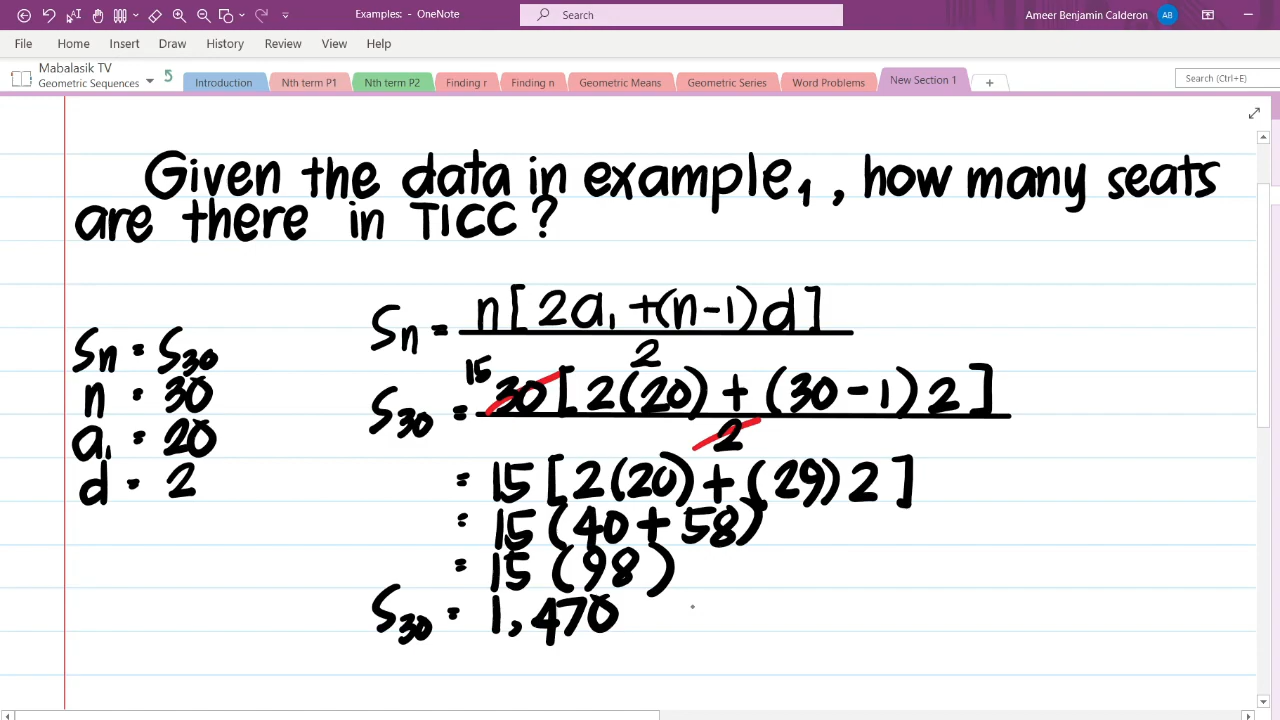 Examples: - OneNote
Search
Ameer Benjamin Calderon
AB
File Home Insert Draw History Review View Help
Mabalasik TV
Geometric Sequences
Introduction Nth term P1 Nth term P2 Finding r Finding n Geometric Means Geometric Series Word Problems New Section 1 +
Search (Ctrl+E)
Given the data in example 1, how many seats
are there in TICC?
Sn = S30
n = 30
a1 = 20
d = 2
Sn = n[2a1+(n-1)d]
2
15
S30 = 30[2(20)+(30-1)2]
2
= 15[2(20)+(29)2]
= 15(40+58)
= 15(98)
S30 = 1,470